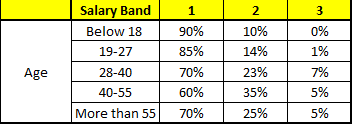 Salary Band 1 2 3
Below 18 90% 10% 0%
19-27 85% 14% 1%
Age 28-40 70% 23% 7%
40-55 60% 35% 5%
More than 55 70% 25% 5%